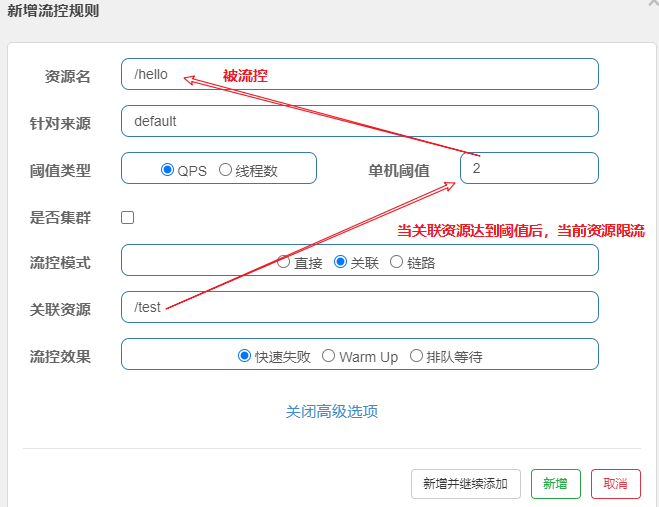 新增流控规则
资源名 /hello 被流控
针对来源 default
阈值类型 QPS 线程数 单机阈值 2
是否集群
当关联资源达到阈值后，当前资源限流
流控模式 直接 关联 链路
关联资源 /test
流控效果 快速失败 Warm Up 排队等待
关闭高级选项
新增并继续添加 新增 取消